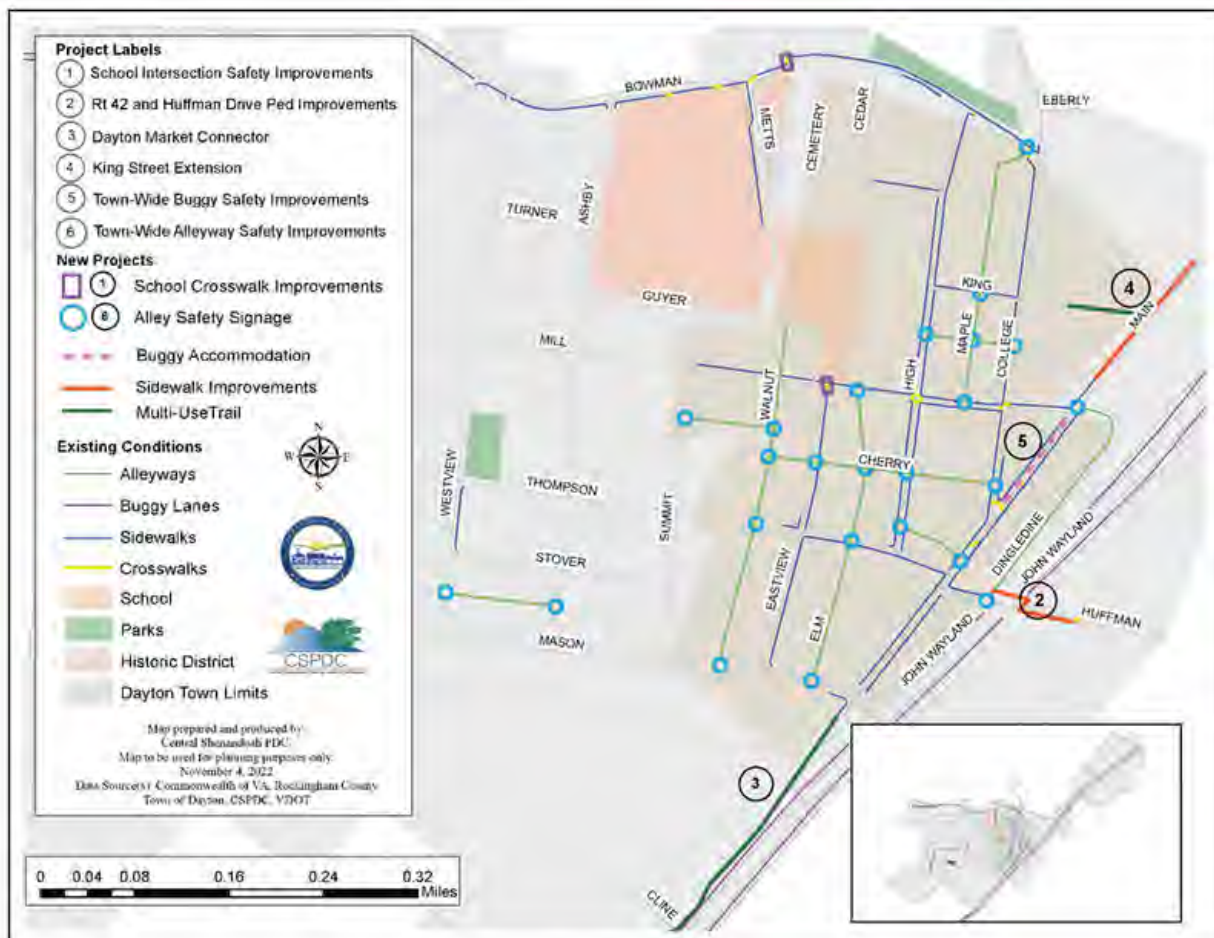 Project Labels
1 School Intersection Safety Improvements
2 Rt 42 and Huffman Drive Ped Improvements
3 Dayton Market Connector
4 King Street Extension
5 Town-Wide Buggy Safety Improvements
6 Town-Wide Alleyway Safety Improvements
New Projects
1 School Crosswalk Improvements
6 Alley Safety Signage
Buggy Accommodation
Sidewalk Improvements
Multi-UseTrail
Existing Conditions
Alleyways
Buggy Lanes
Sidewalks
Crosswalks
School
Parks
Historic District
Dayton Town Limits
N
W E
S
CSPDC
Map prepared and produced by
Central Shenandoah PDC
Map to be used for planning purposes only
November 4, 2022
Data Source(s) Commonwealth of VA, Rockingham County
Town of Dayton, CSPDC, VDOT
0 0.04 0.08 0.16 0.24 0.32
Miles
BOWMAN
METTS
CEMETERY
CEDAR
EBERLY
TURNER
ASHBY
GUYER
MILL
KING
MAPLE
COLLEGE
HIGH
4
MAIN
WALNUT
5
CHERRY
WESTVIEW
THOMPSON
SUMMIT
STOVER
MASON
EASTVIEW
ELM
DINGLEDINE
JOHN WAYLAND
JOHN WAYLAND
2
HUFFMAN
3
CLINE